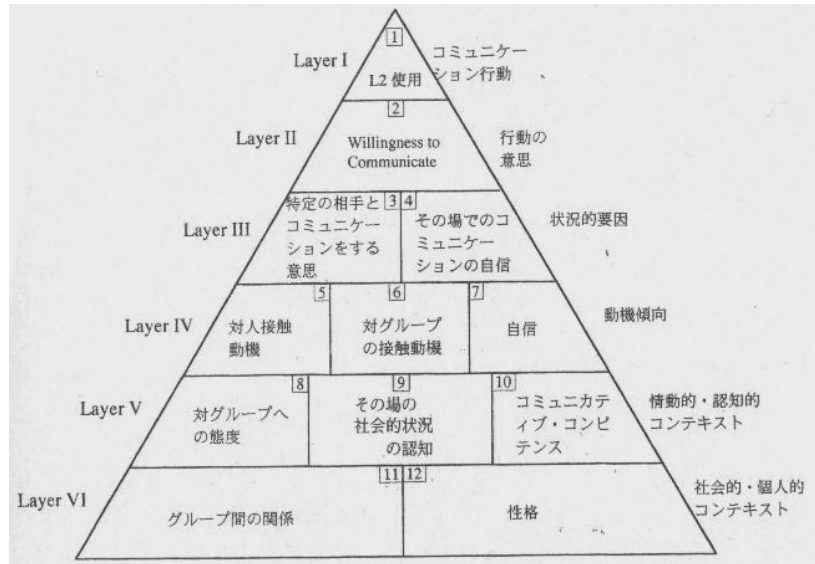 1
Layer I
L2 使用
コミュニケー
ション行動
2
Layer II
Willingness to
Communicate
行動の
意思
3
4
Layer III
特定の相手と
コミュニケー
ションをする
意思
その場でのコ
ミュニケー
ションの自信
状況的要因
5
6
7
Layer IV
対人接触
動機
対グループ
の接触動機
自信
動機傾向
8
9
10
Layer V
対グループへ
の態度
その場の
社会的状況
の認知
コミュニカテ
ィブ・コンピ
テンス
情動的・認知的
コンテキスト
11
12
Layer VI
グループ間の関係
性格
社会的・個人的
コンテキスト